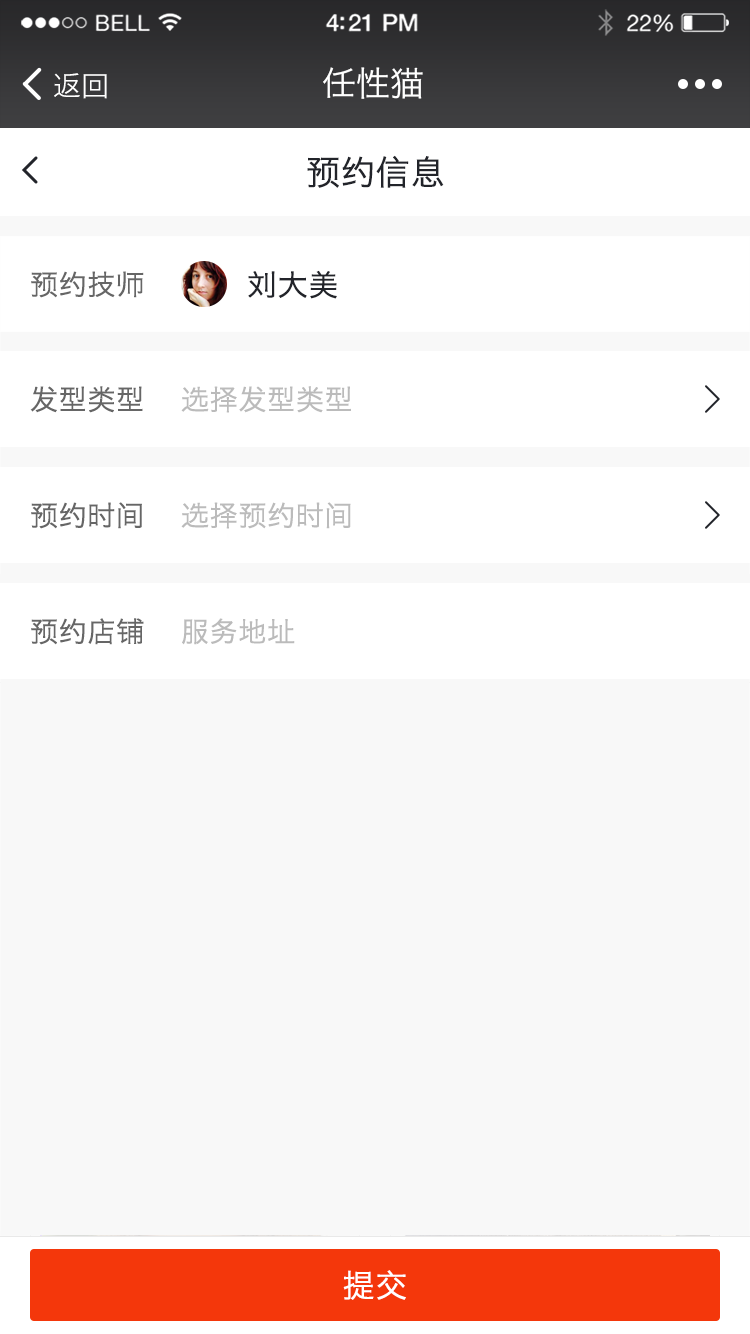 BELL 4:21 PM 22%
返回 任性猫
预约信息
预约技师 刘大美
发型类型 选择发型类型
预约时间 选择预约时间
预约店铺 服务地址
提交